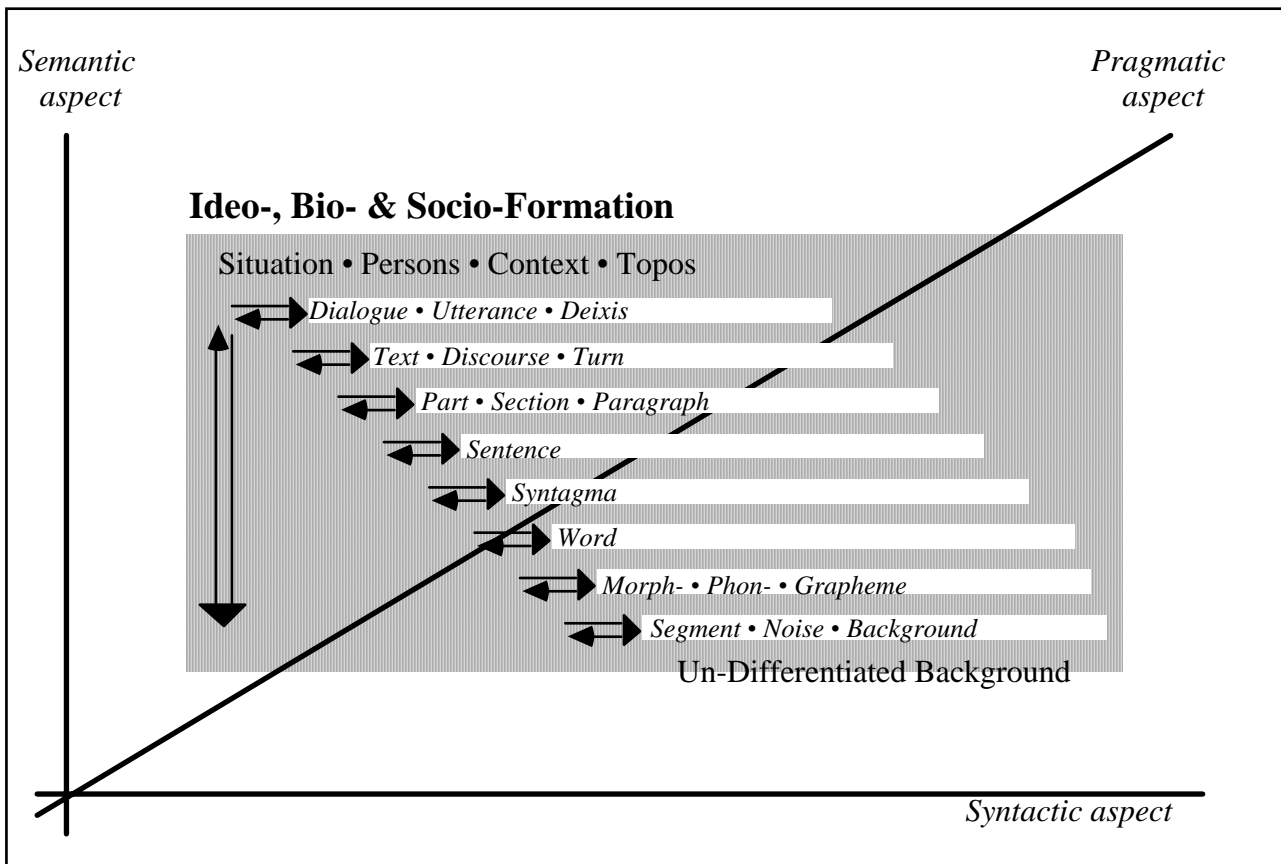 Semantic
aspect
Pragmatic
aspect
Ideo-, Bio- & Socio-Formation
Situation • Persons • Context • Topos
Dialogue • Utterance • Deixis
Text • Discourse • Turn
Part • Section • Paragraph
Sentence
Syntagma
Word
Morph- • Phon- • Grapheme
Segment • Noise • Background
Un-Differentiated Background
Syntactic aspect